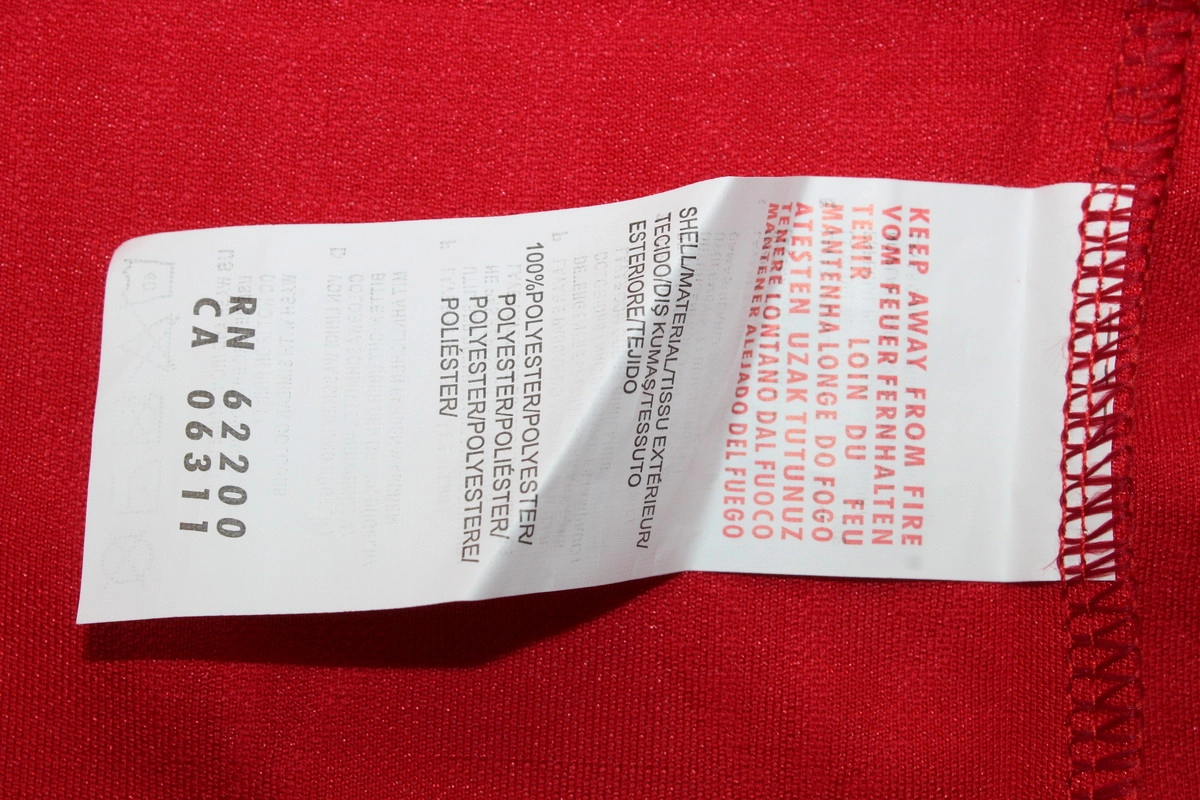 KEEP AWAY FROM FIRE
VOM FEUER FERNHALTEN
TENIR LOIN DU FEU
MANTENHA LONGE DO FOGO
ATEŞTEN UZAK TUTUNUZ
TENERE LONTANO DAL FUOCO
MANTENER ALEJADO DEL FUEGO
SHELL/MATERIAL/TISSU EXTÉRIEUR/
TECIDO/DIŞ KUMAŞ/TESSUTO
ESTERIORE/TEJIDO
100%POLYESTER/POLYESTER/
POLYESTER/POLIÉSTER/
POLYESTER/POLYESTERE/
POLIÉSTER/
RN 62200
CA 06311